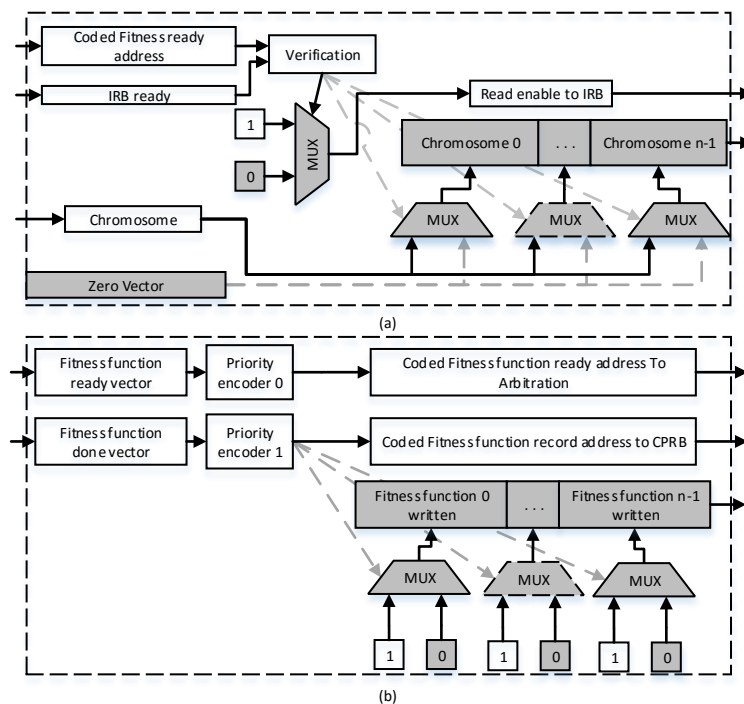 Coded Fitness ready
address
Verification
IRB ready
Read enable to IRB
1
MUX
0
Chromosome 0
. . .
Chromosome n-1
MUX
MUX
MUX
Chromosome
Zero Vector
(a)
Fitness function
ready vector
Priority
encoder 0
Coded Fitness function ready address To
Arbitration
Fitness function
done vector
Priority
encoder 1
Coded Fitness function record address to CPRB
Fitness function 0
written
. . .
Fitness function n-1
written
MUX
MUX
MUX
1
0
1
0
1
0
(b)